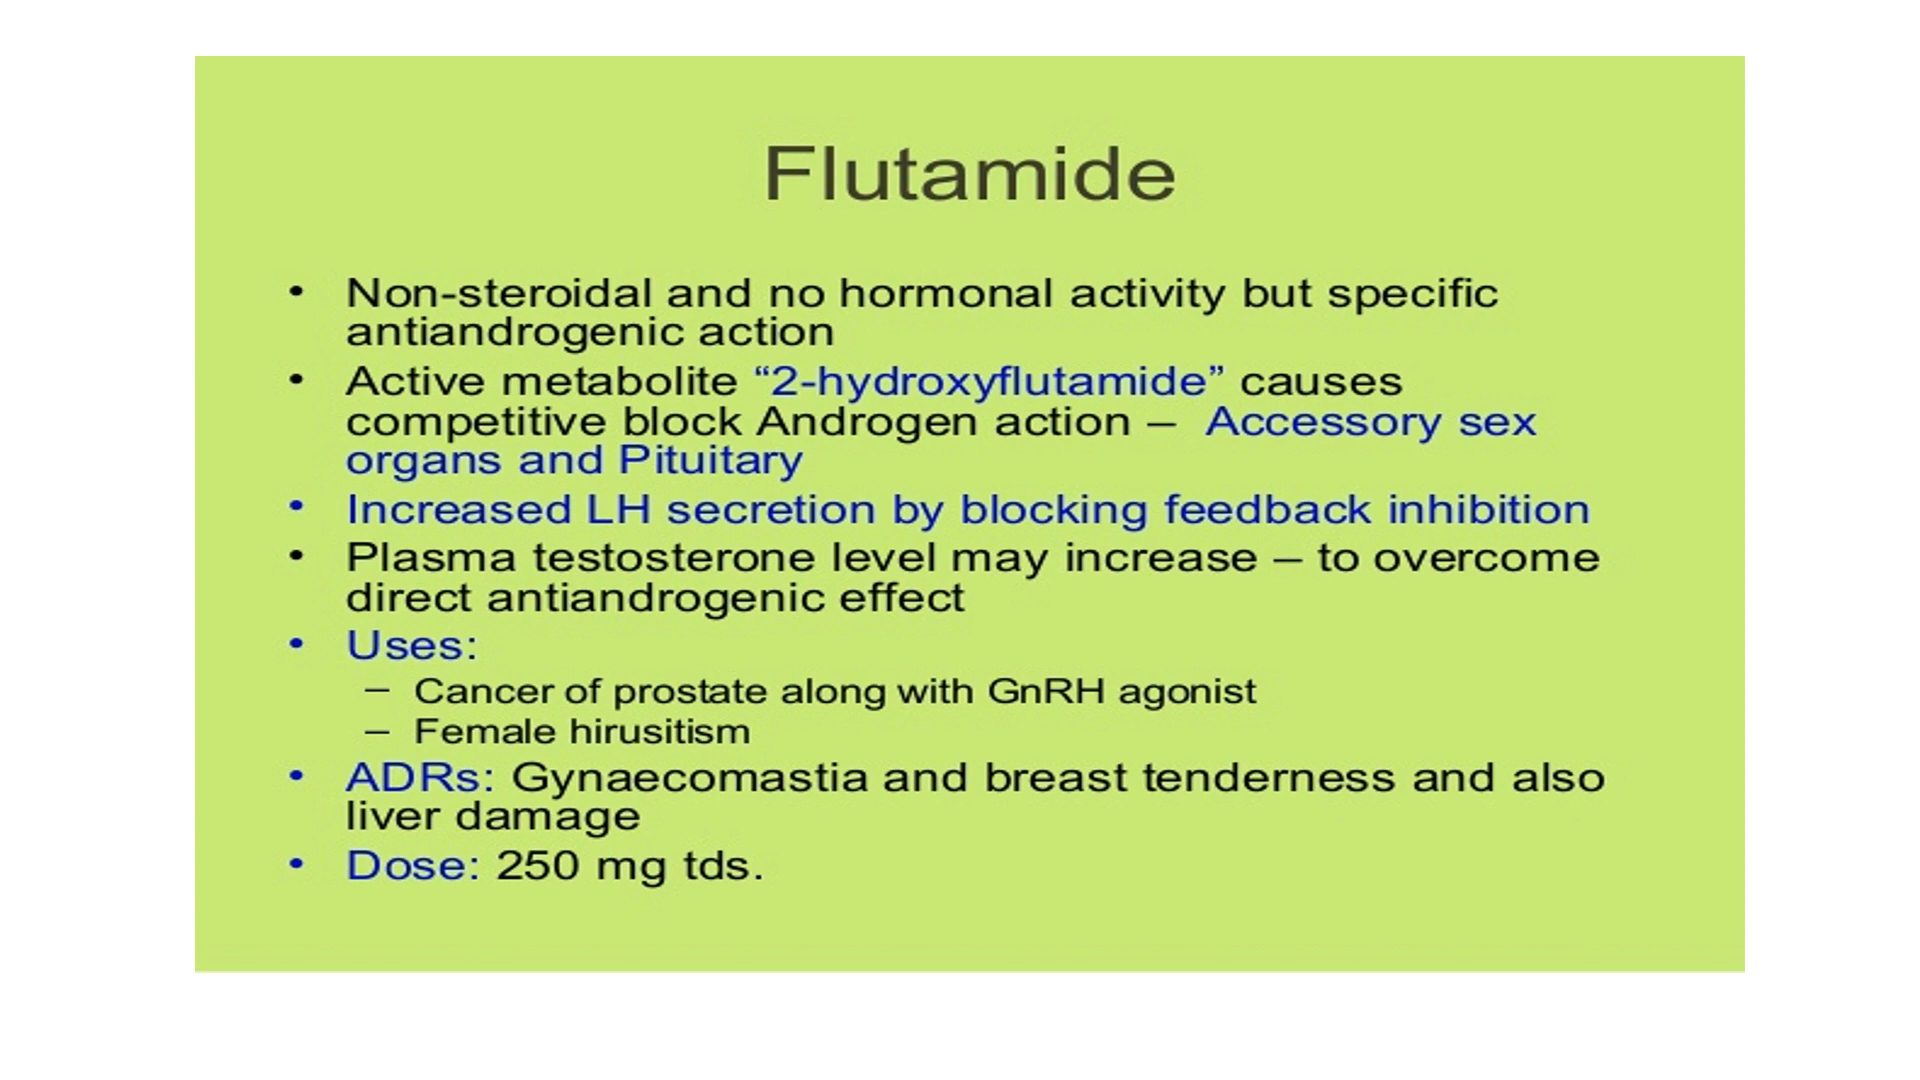 Flutamide
• Non-steroidal and no hormonal activity but specific
antiandrogenic action
• Active metabolite “2-hydroxyflutamide” causes
competitive block Androgen action – Accessory sex
organs and Pituitary
• Increased LH secretion by blocking feedback inhibition
• Plasma testosterone level may increase – to overcome
direct antiandrogenic effect
• Uses:
– Cancer of prostate along with GnRH agonist
– Female hirusitism
• ADRs: Gynaecomastia and breast tenderness and also
liver damage
• Dose: 250 mg tds.